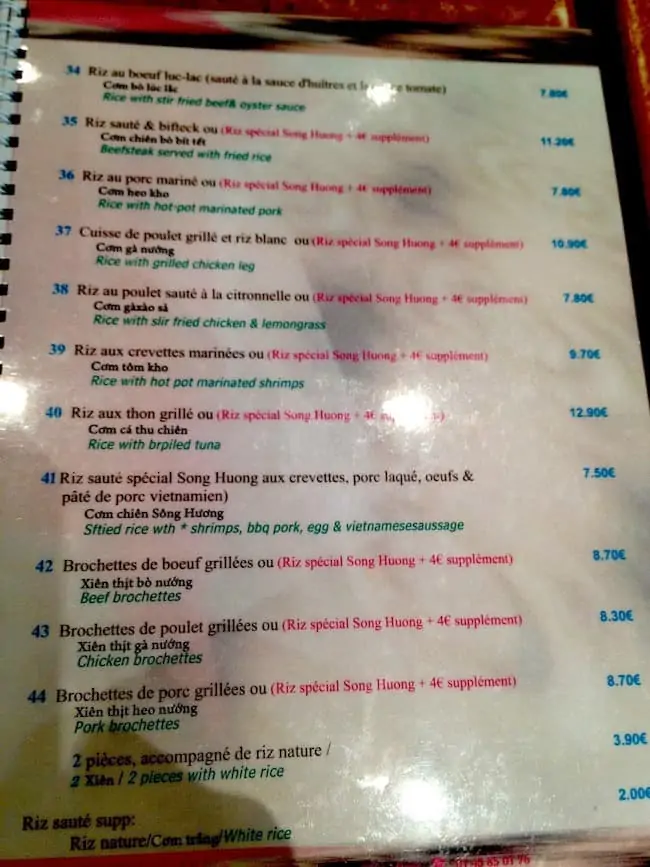 34 Riz au boeuf luc-lac (sauté à la sauce d'huîtres et tomate) 7.80€
Cơm bò lúc lắc
Rice with stir fried beef& oyster sauce
35 Riz sauté & bifteck ou (Riz spécial Song Huong + 4€ supplément) 11.20€
Cơm chiên bò bít tết
Beefsteak served with fried rice
36 Riz au porc mariné ou (Riz spécial Song Huong + 4€ supplément) 7.80€
Cơm heo kho
Rice with hot-pot marinated pork
37 Cuisse de poulet grillé et riz blanc ou (Riz spécial Song Huong + 4€ supplément) 10.90€
Cơm gà nướng
Rice with grilled chicken leg
38 Riz au poulet sauté à la citronnelle ou (Riz spécial Song Huong + 4€ supplément) 7.80€
Cơm gàxào sả
Rice with slir fried chicken & lemongrass
39 Riz aux crevettes marinées ou (Riz spécial Song Huong + 4€ supplément) 9.70€
Cơm tôm kho
Rice with hot pot marinated shrimps
40 Riz aux thon grillé ou (Riz spécial Song Huong + 4€ 12.90€
Cơm cá thu chiên
Rice with brpiled tuna
41 Riz sauté spécial Song Huong aux crevettes, porc laqué, oeufs & 7.50€
pâté de porc vietnamien)
Cơm chiên Sông Hương
Sftied rice wth * shrimps, bbq pork, egg & vietnamesesaussage
42 Brochettes de boeuf grillées ou (Riz spécial Song Huong + 4€ supplément) 8.70€
Xiên thịt bò nướng
Beef brochettes
43 Brochettes de poulet grillées ou (Riz spécial Song Huong + 4€ supplément) 8.30€
Xiên thịt gà nướng
Chicken brochettes
44 Brochettes de porc grillées ou (Riz spécial Song Huong + 4€ supplément) 8.70€
Xiên thịt heo nướng
Pork brochettes
2 pièces, accompagné de riz nature / 3.90€
2 Xiên / 2 pieces with white rice
Riz sauté supp: 2.00€
Riz nature/Cơm trắng/White rice